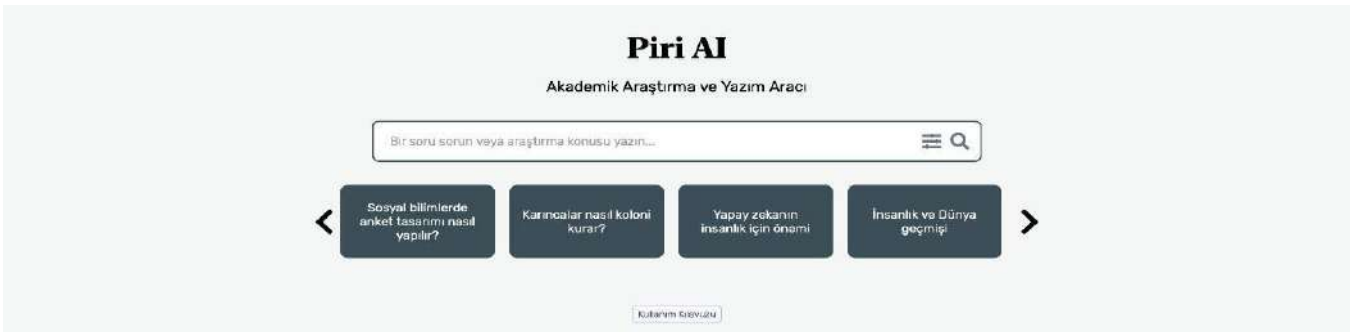 Piri AI
Akademik Araştırma ve Yazım Aracı
Bir soru sorun veya araştırma konusu yazın...
Sosyal bilimlerde
anket tasarımı nasıl
yapılır?
Karıncalar nasıl koloni
kurar?
Yapay zekanın
insanlık için önemi
İnsanlık ve Dünya
geçmişi
Kullanım Kılavuzu